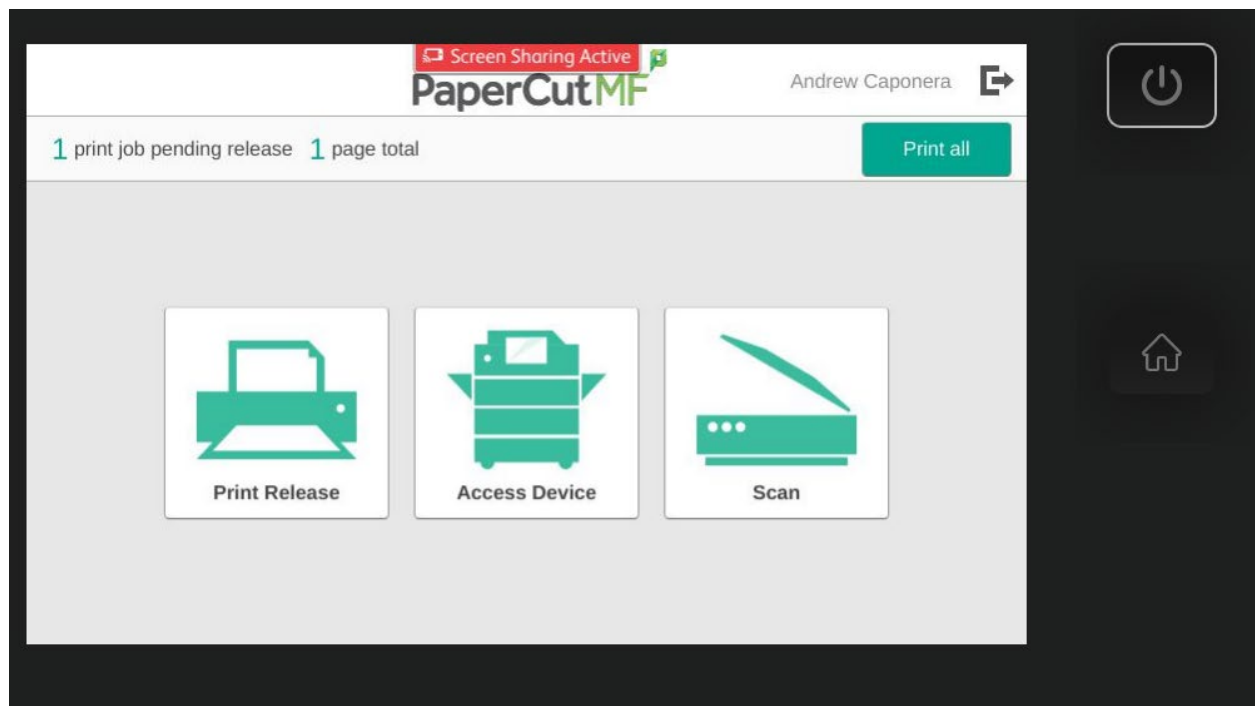 Screen Sharing Active
PaperCutMF
Andrew Caponera
1 print job pending release 1 page total
Print all
Print Release
Access Device
Scan